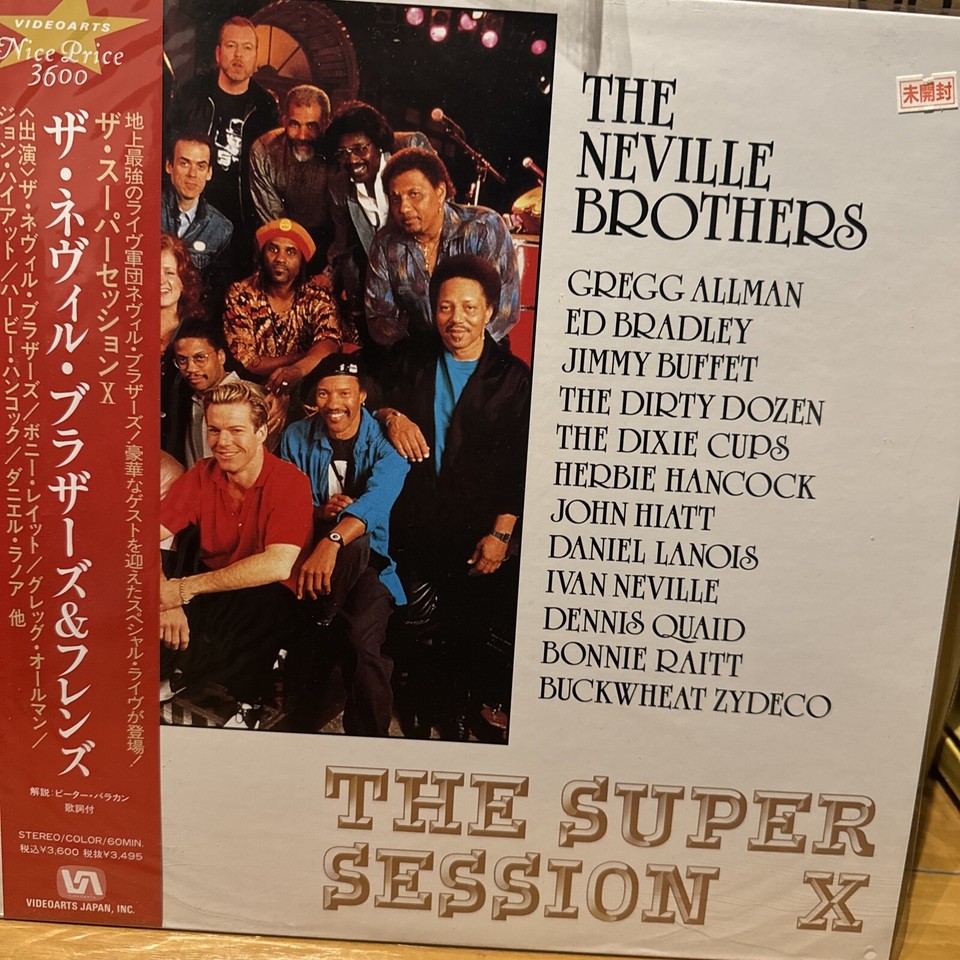 VIDEOARTS
Nice Price
3600
地上最強のライヴ軍団ネヴィル・ブラザーズ!豪華なゲストを迎えたスペシャル・ライヴが登場!
ザ・スーパーセッションX
ザ・ネヴィル・ブラザーズ&フレンズ
<出演>ザ・ネヴィル・ブラザーズ/ボニー・レイット/グレッグ・オールマン/
ジョン・ハイアット/ハービー・ハンコック/ダニエル・ラノア 他
解説:ピーター・バラカン
歌詞付
STEREO/COLOR/60MIN.
税込¥3,600 税抜¥3,495
VIDEOARTS JAPAN, INC.
未開封
THE
NEVILLE
BROTHERS
GREGG ALLMAN
ED BRADLEY
JIMMY BUFFET
THE DIRTY DOZEN
THE DIXIE CUPS
HERBIE HANCOCK
JOHN HIATT
DANIEL LANOIS
IVAN NEVILLE
DENNIS QUAID
BONNIE RAITT
BUCKWHEAT ZYDECO
THE SUPER
SESSION X